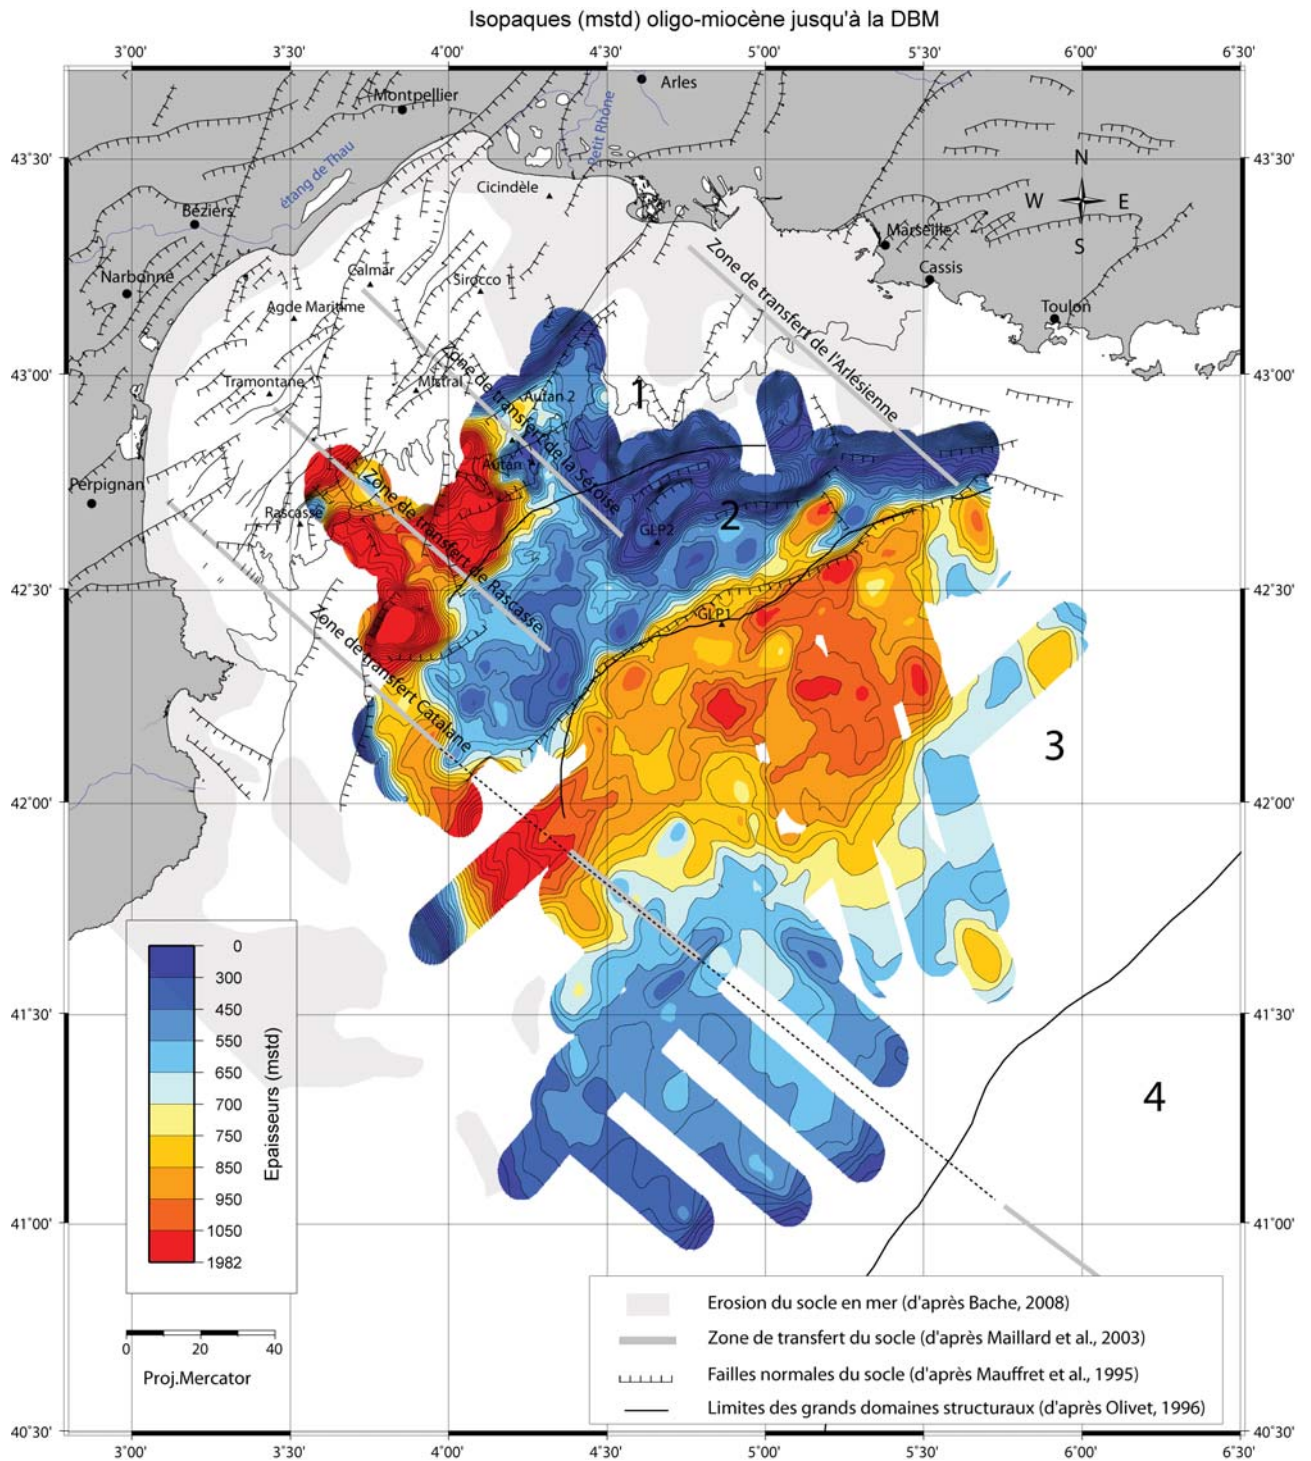 Isopaques (mstd) oligo-miocène jusqu'à la DBM
3°00' 3°30' 4°00' 4°30' 5°00' 5°30' 6°00' 6°30'
Montpellier
Arles
Petit Rhône
43°30' 43°30'
étang de Thau
Cicindèle
N
W E
S
Béziers
Marseille
Narbonne
Calmar
Sirocco 1
Cassis
Agde Maritime
Toulon
Zone de transfert de l'Arlésienne
43°00' 43°00'
Tramontane
Mistral
Autan 2
1
Zone de transfert de la Séroise
Autan
Perpignan
Rascasse
Zone de transfert de Rascasse
GLP2
2
42°30' 42°30'
Zone de transfert Catalane
GLP1
3
42°00' 42°00'
41°30' 41°30'
4
0
300
450
550
650
700
750
850
950
1050
1982
Epaisseurs (mstd)
41°00' 41°00'
0 20 40
Proj.Mercator
Erosion du socle en mer (d'après Bache, 2008)
Zone de transfert du socle (d'après Maillard et al., 2003)
Failles normales du socle (d'après Mauffret et al., 1995)
Limites des grands domaines structuraux (d'après Olivet, 1996)
40°30' 40°30'
3°00' 3°30' 4°00' 4°30' 5°00' 5°30' 6°00' 6°30'